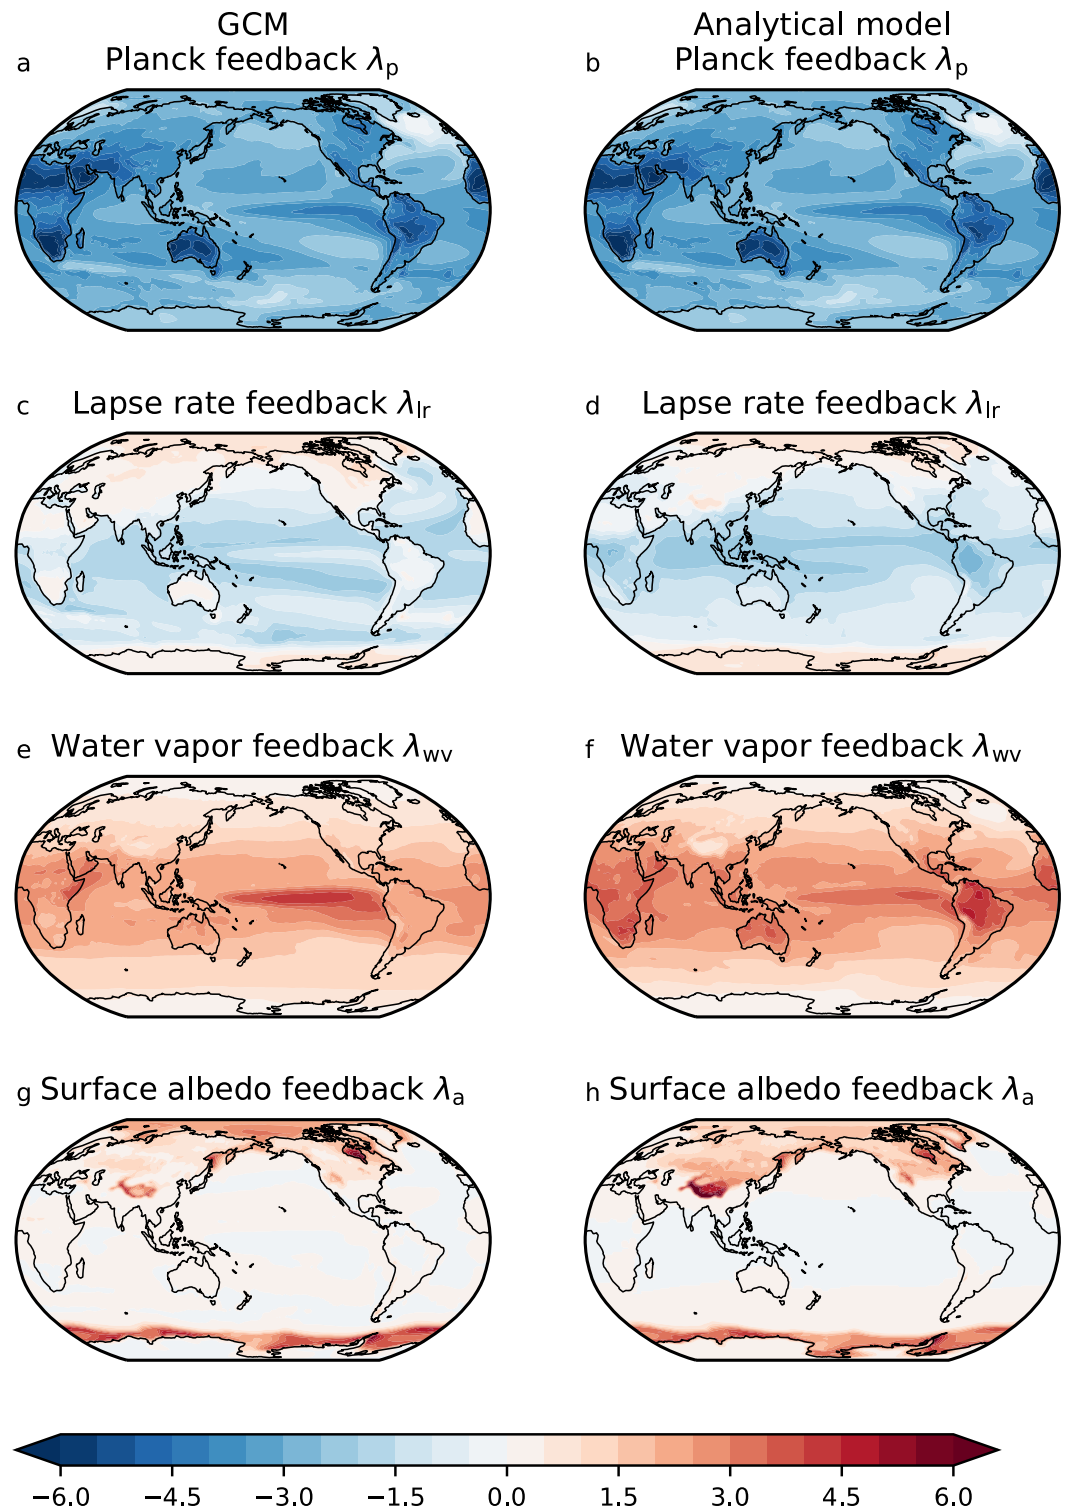 GCM
Analytical model
a Planck feedback λp
b Planck feedback λp
c Lapse rate feedback λlr
d Lapse rate feedback λlr
e Water vapor feedback λwv
f Water vapor feedback λwv
g Surface albedo feedback λa
h Surface albedo feedback λa
−6.0 −4.5 −3.0 −1.5 0.0 1.5 3.0 4.5 6.0